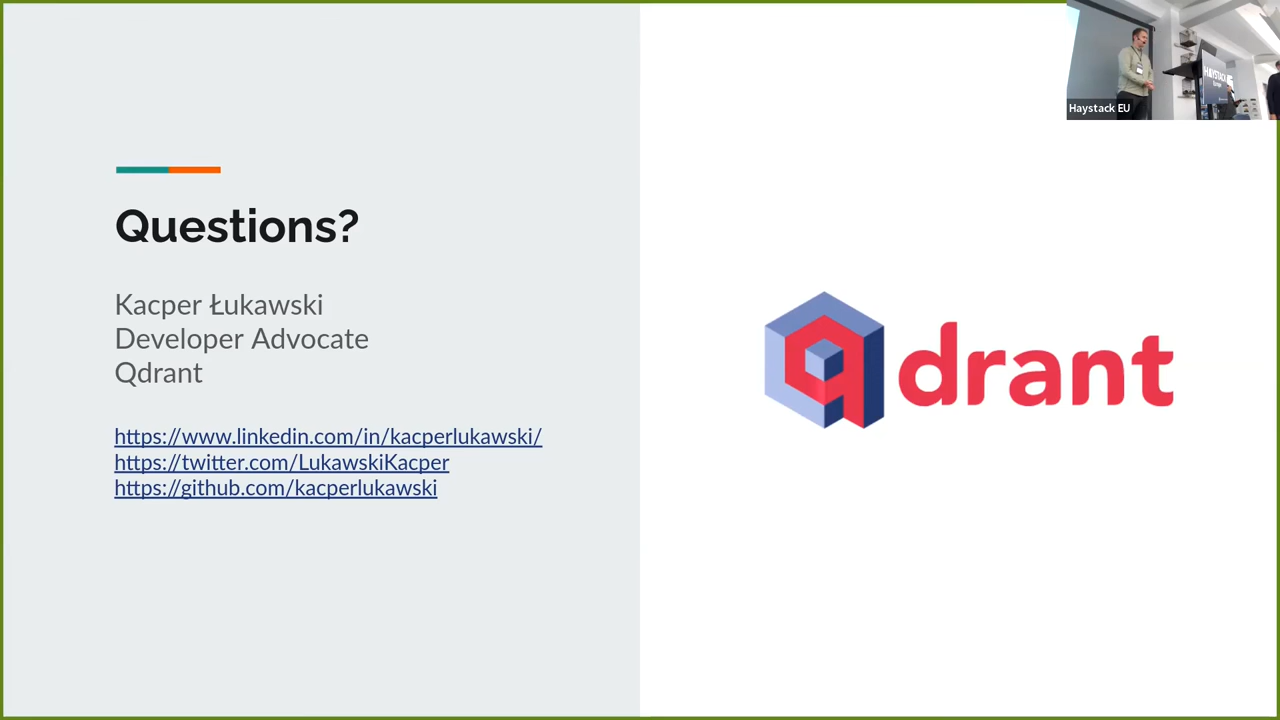 Questions?
Kacper Łukawski
Developer Advocate
Qdrant
https://www.linkedin.com/in/kacperlukawski/
https://twitter.com/LukawskiKacper
https://github.com/kacperlukawski
qdrant
Haystack EU
HAYSTACK